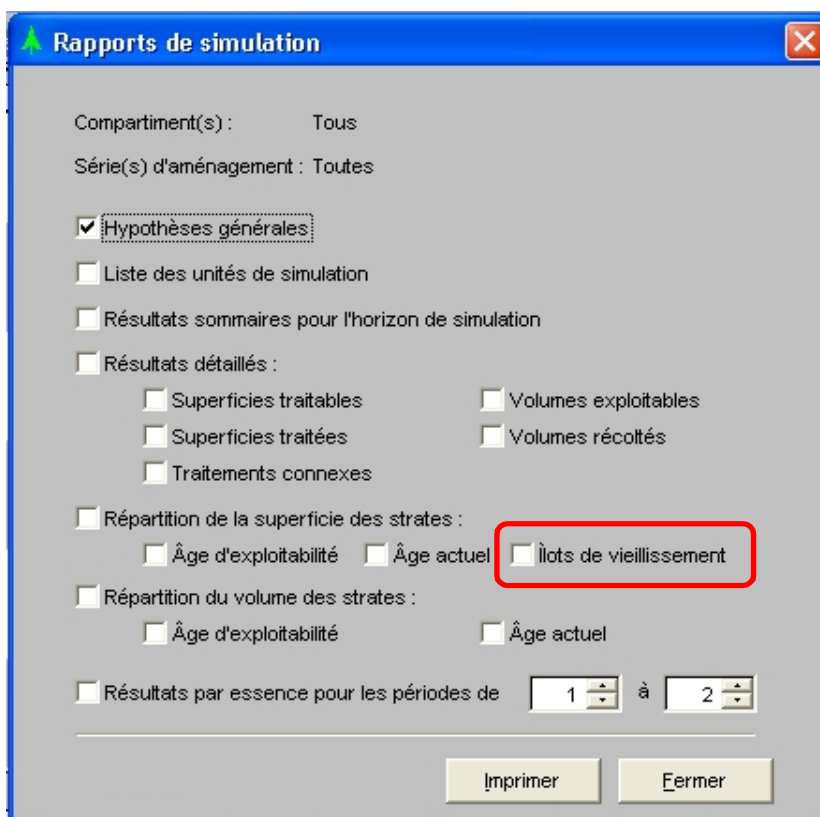 Rapports de simulation
Compartiment(s) : Tous
Série(s) d'aménagement : Toutes
Hypothèses générales
Liste des unités de simulation
Résultats sommaires pour l'horizon de simulation
Résultats détaillés :
Superficies traitables Volumes exploitables
Superficies traitées Volumes récoltés
Traitements connexes
Répartition de la superficie des strates :
Âge d'exploitabilité Âge actuel Ìlots de vieillissement
Répartition du volume des strates :
Âge d'exploitabilité Âge actuel
Résultats par essence pour les périodes de 1 à 2
Imprimer Fermer